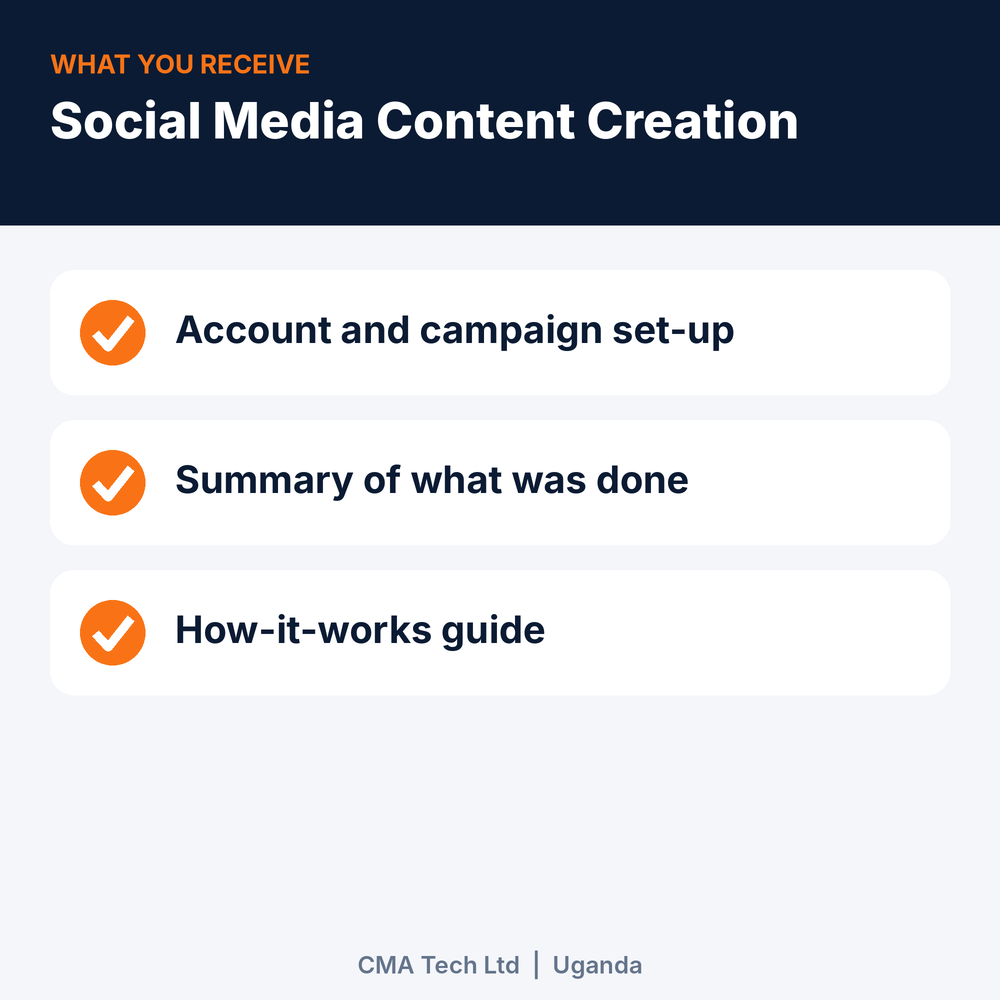 WHAT YOU RECEIVE
Social Media Content Creation
Account and campaign set-up
Summary of what was done
How-it-works guide
CMA Tech Ltd | Uganda